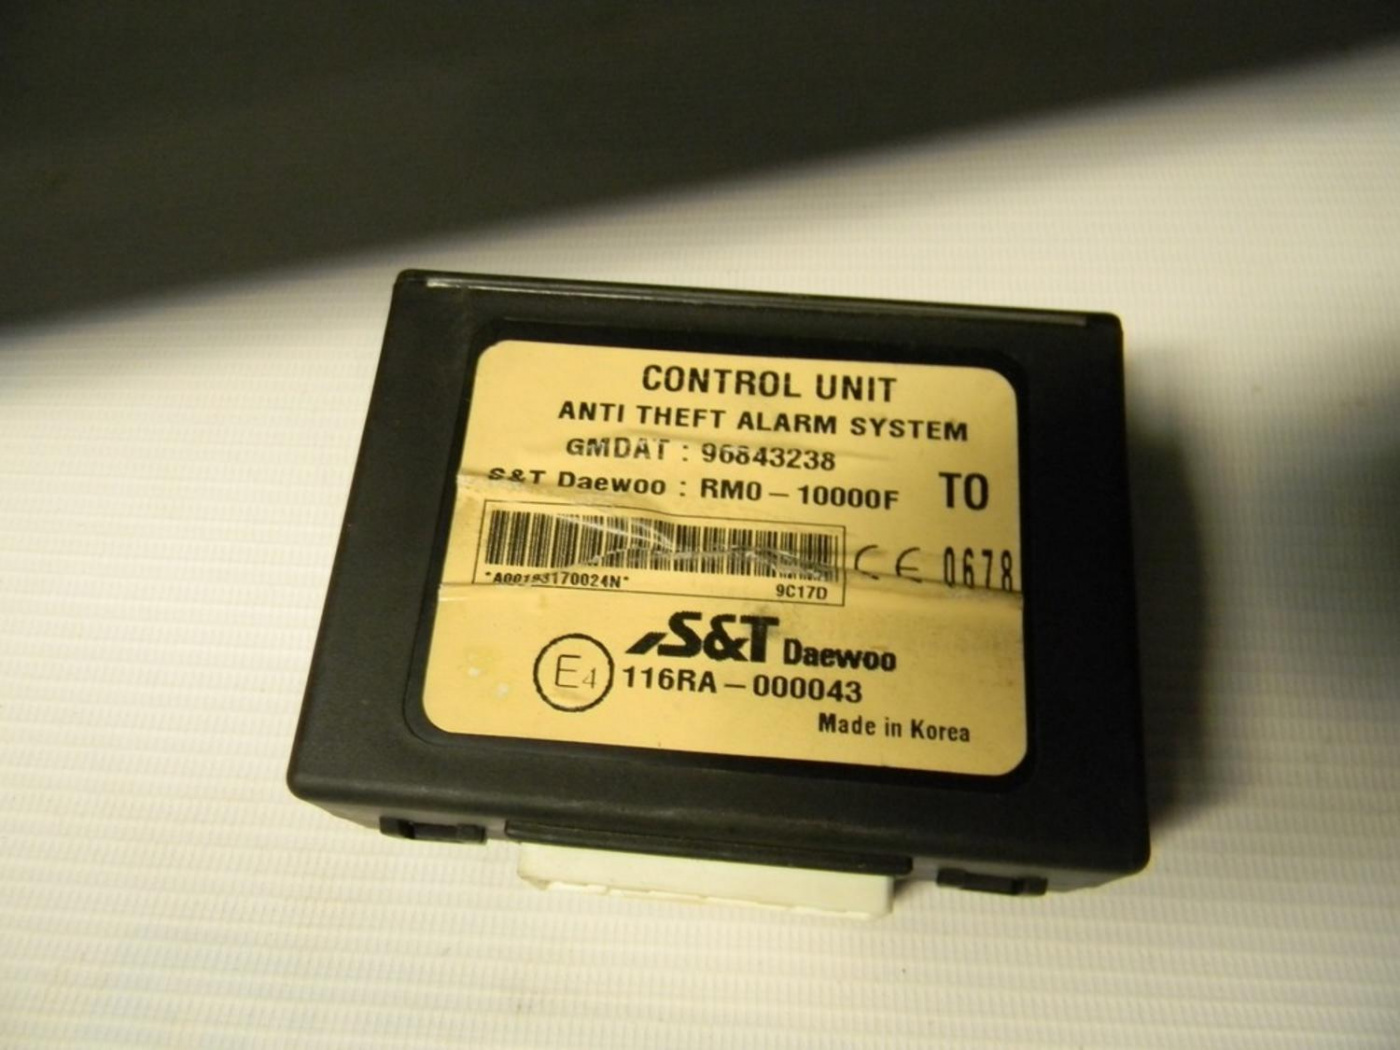 CONTROL UNIT
ANTI THEFT ALARM SYSTEM
GMDAT : 96843238
S&T Daewoo : RM0-10000F TO
CE 0678
9C17D
S&T Daewoo
E4 116RA-000043
Made in Korea